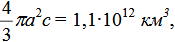 4/3 πa²c = 1,1·10¹² км³,